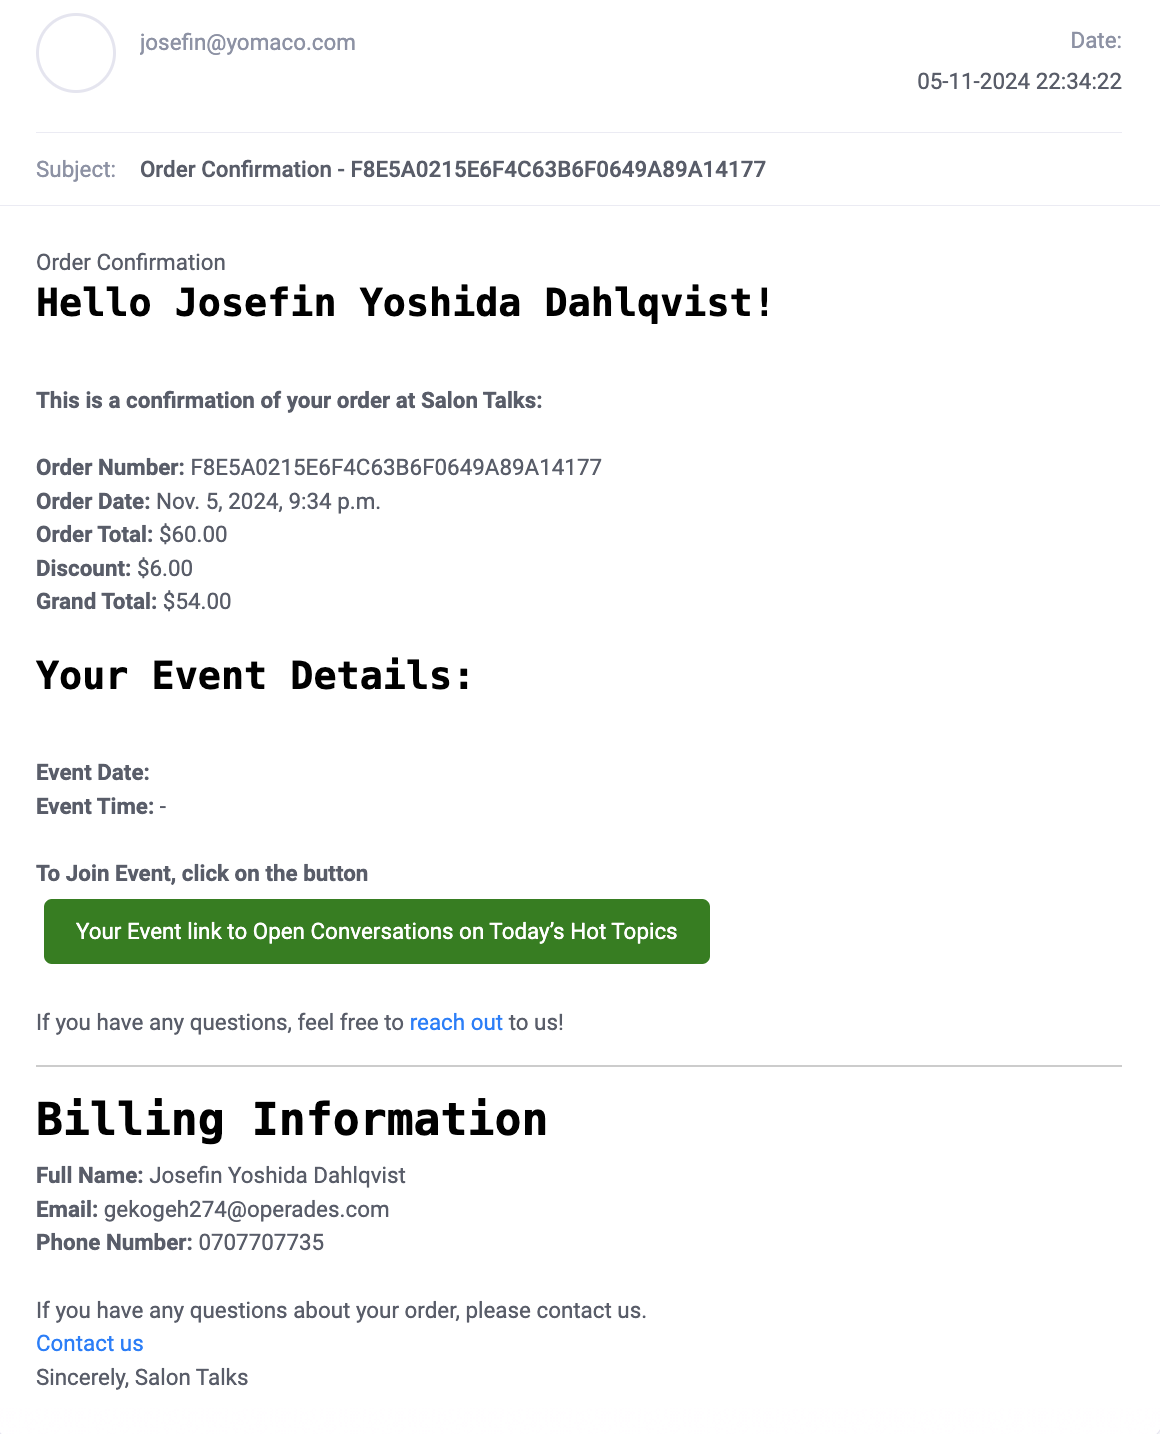 josefin@yomaco.com
Date:
05-11-2024 22:34:22
Subject: Order Confirmation - F8E5A0215E6F4C63B6F0649A89A14177
Order Confirmation
Hello Josefin Yoshida Dahlqvist!
This is a confirmation of your order at Salon Talks:
Order Number: F8E5A0215E6F4C63B6F0649A89A14177
Order Date: Nov. 5, 2024, 9:34 p.m.
Order Total: $60.00
Discount: $6.00
Grand Total: $54.00
Your Event Details:
Event Date:
Event Time: -
To Join Event, click on the button
Your Event link to Open Conversations on Today’s Hot Topics
If you have any questions, feel free to reach out to us!
Billing Information
Full Name: Josefin Yoshida Dahlqvist
Email: gekogeh274@operades.com
Phone Number: 0707707735
If you have any questions about your order, please contact us.
Contact us
Sincerely, Salon Talks